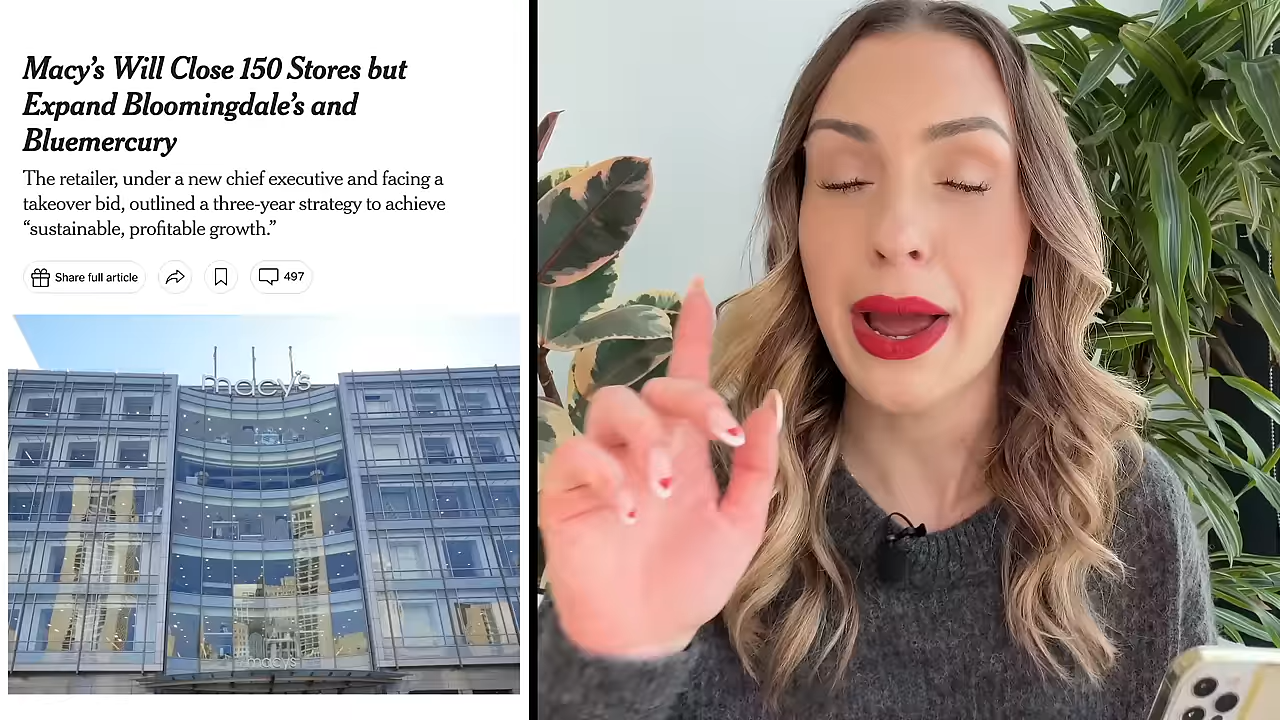 Macy’s Will Close 150 Stores but
Expand Bloomingdale’s and
Bluemercury
The retailer, under a new chief executive and facing a
takeover bid, outlined a three-year strategy to achieve
“sustainable, profitable growth.”
Share full article
497
macy's
macy's